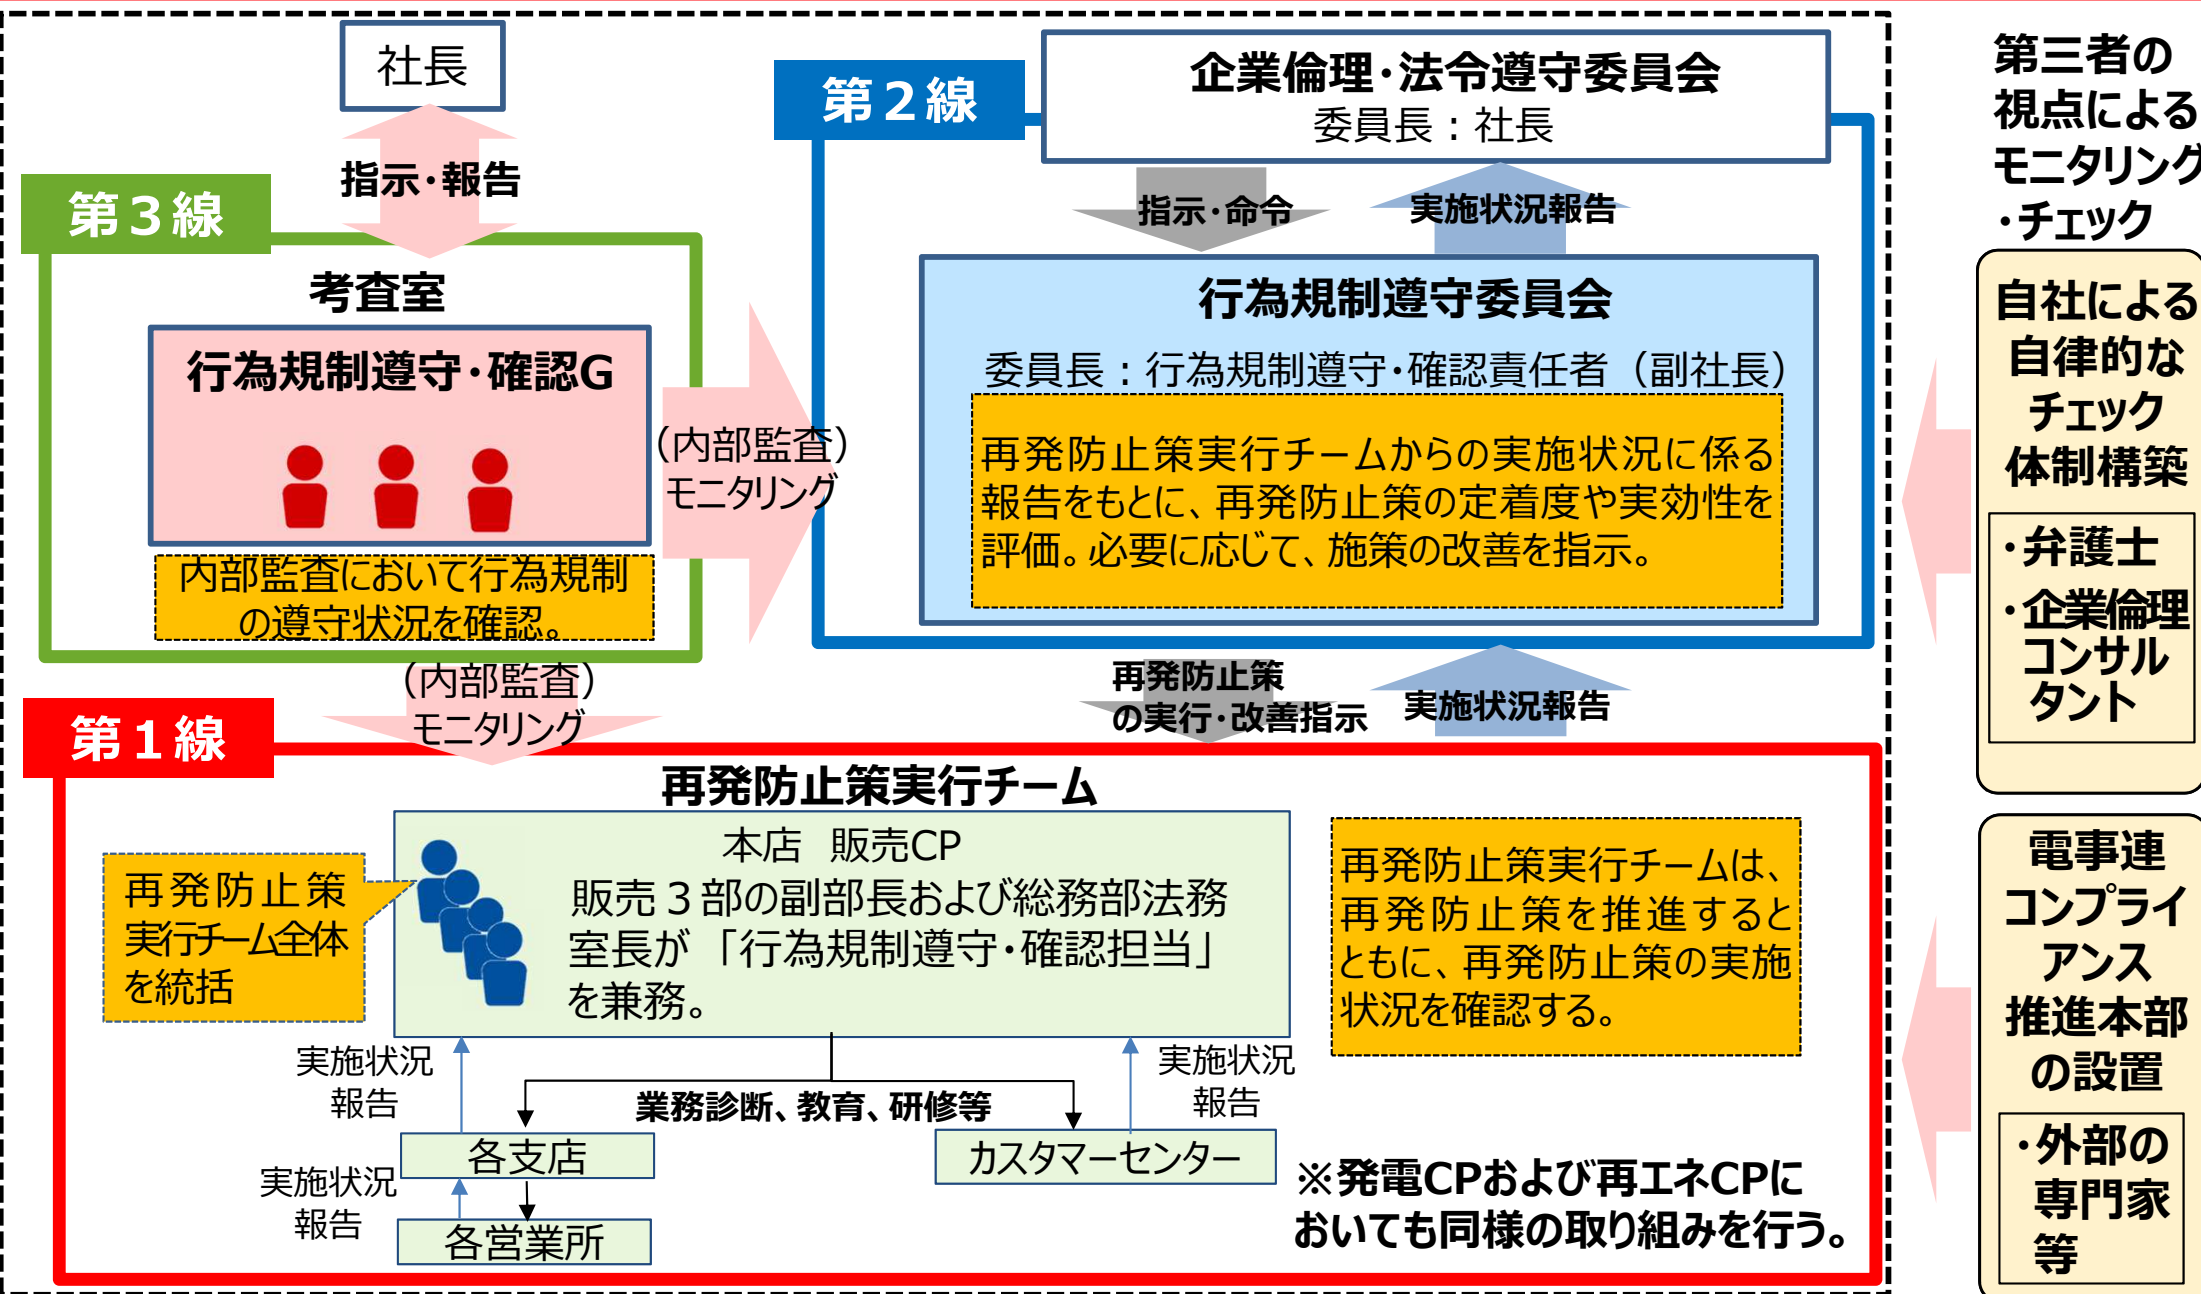 社長
指示・報告
第３線
考査室
行為規制遵守・確認G
内部監査において行為規制
の遵守状況を確認。
（内部監査）
モニタリング
（内部監査）
モニタリング
第２線
企業倫理・法令遵守委員会
委員長：社長
指示・命令
実施状況報告
行為規制遵守委員会
委員長：行為規制遵守・確認責任者（副社長）
再発防止策実行チームからの実施状況に係る
報告をもとに、再発防止策の定着度や実効性を
評価。必要に応じて、施策の改善を指示。
再発防止策
の実行・改善指示
実施状況報告
第１線
再発防止策実行チーム
本店　販売CP
販売３部の副部長および総務部法務
室長が「行為規制遵守・確認担当」
を兼務。
再発防止策
実行チーム全体
を統括
再発防止策実行チームは、
再発防止策を推進すると
ともに、再発防止策の実施
状況を確認する。
実施状況
報告
業務診断、教育、研修等
実施状況
報告
各支店
カスタマーセンター
実施状況
報告
各営業所
※発電CPおよび再エネCPに
おいても同様の取り組みを行う。
第三者の
視点による
モニタリング
・チェック
自社による
自律的な
チェック
体制構築
・弁護士
・企業倫理
コンサル
タント
電事連
コンプライ
アンス
推進本部
の設置
・外部の
専門家
等